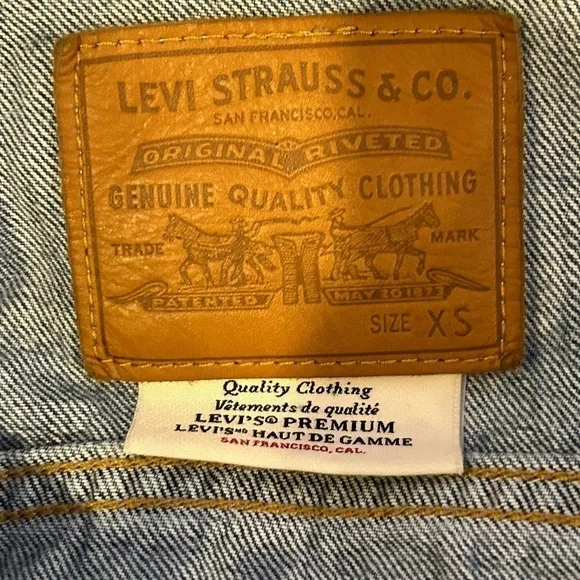 LEVI STRAUSS & CO.
SAN FRANCISCO, CAL.
ORIGINAL RIVETED
GENUINE QUALITY CLOTHING
TRADE MARK
PATENTED MAY 20 1873
SIZE XS
Quality Clothing
Vêtements de qualité
LEVI'S® PREMIUM
LEVI'Sᴹᴰ HAUT DE GAMME
SAN FRANCISCO, CAL.